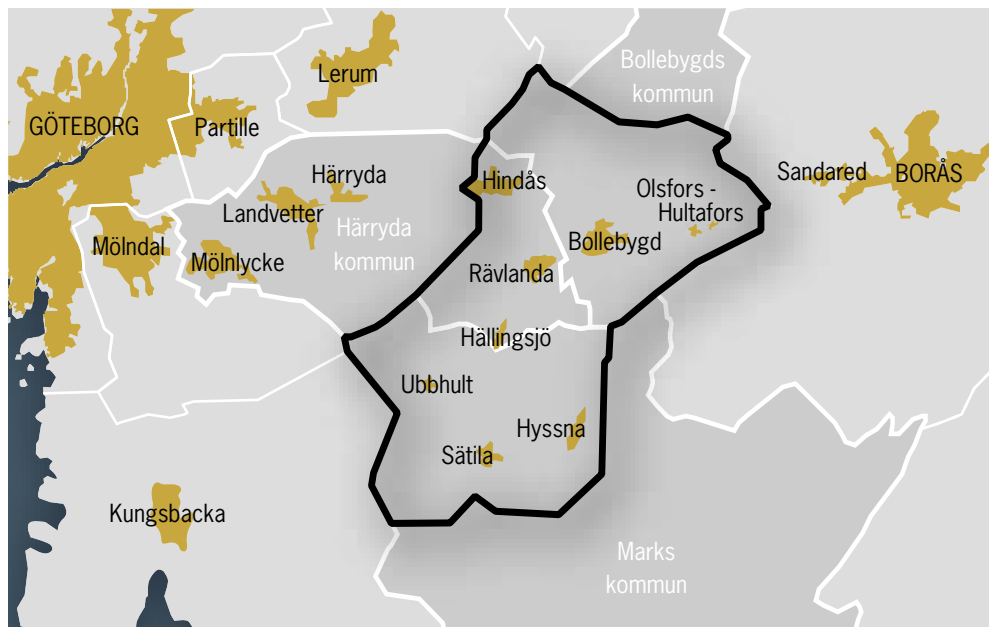 Bollebygds
kommun
Lerum
GÖTEBORG
Partille
Härryda
Hindås
Sandared
BORÅS
Landvetter
Olsfors -
Hultafors
Härryda
kommun
Mölndal
Bollebygd
Mölnlycke
Rävlanda
Hällingsjö
Ubbhult
Hyssna
Sätila
Kungsbacka
Marks
kommun